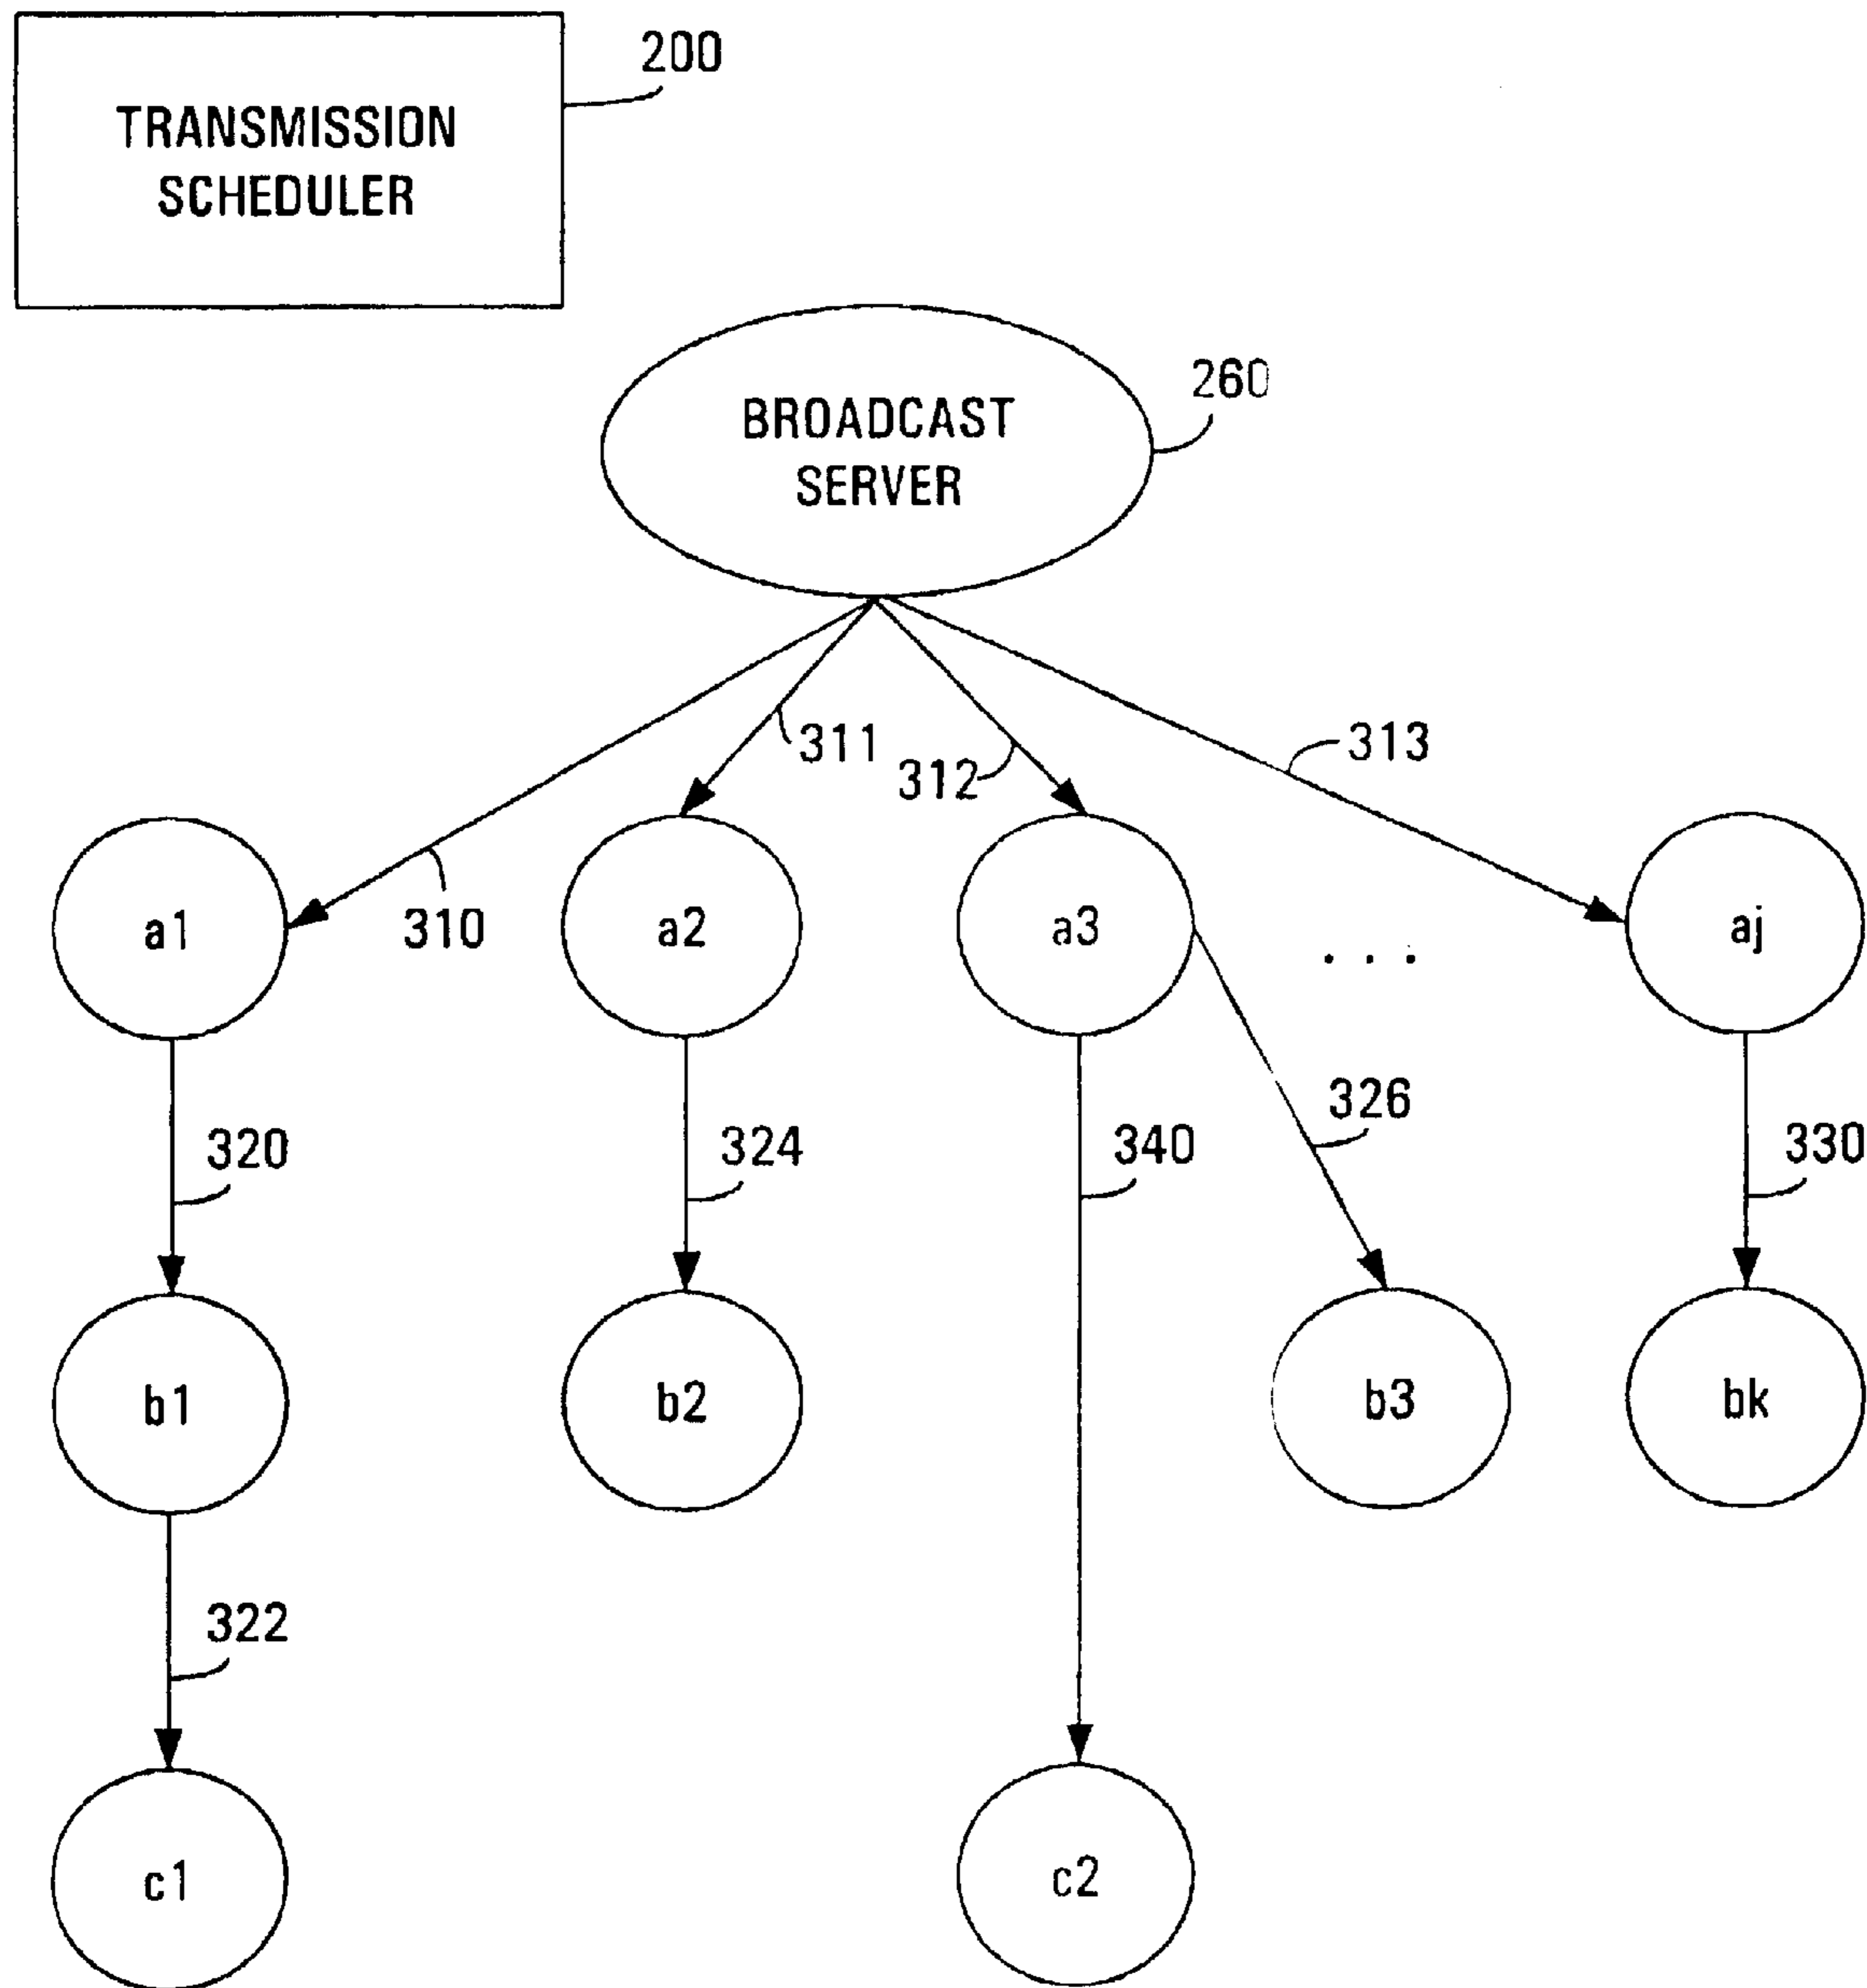 200
TRANSMISSION
SCHEDULER
260
BROADCAST
SERVER
311
312
313
310
a1
a2
a3
. . .
aj
320
324
340
326
330
b1
b2
b3
bk
322
c1
c2